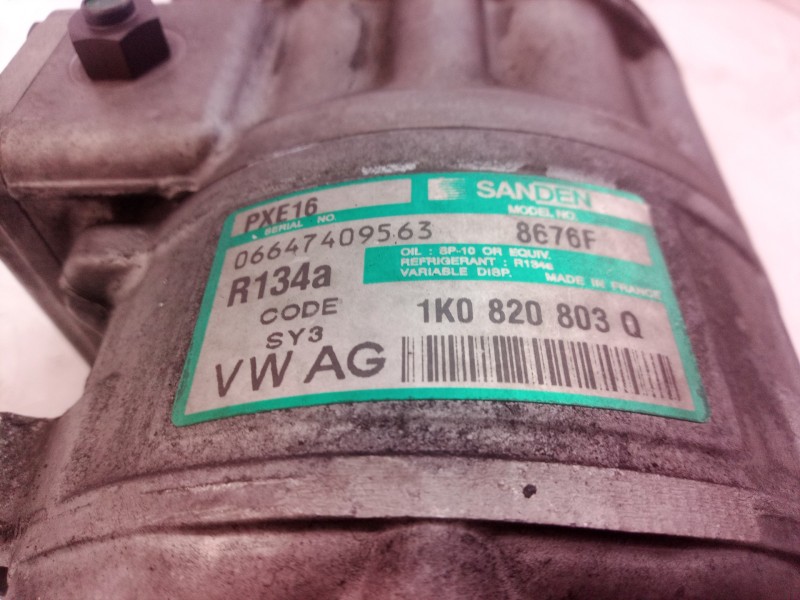 PXE16
SANDEN
SERIAL NO.
MODEL NO.
06647409563
8676F
OIL : SP-10 OR EQUIV.
REFRIGERANT : R134a
VARIABLE DISP.
MADE IN FRANCE
R134a
CODE
SY3
1K0 820 803 Q
VW AG